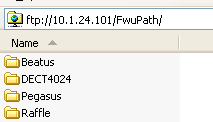 ftp://10.1.24.101/FwuPath/
Name
Beatus
DECT4024
Pegasus
Raffle